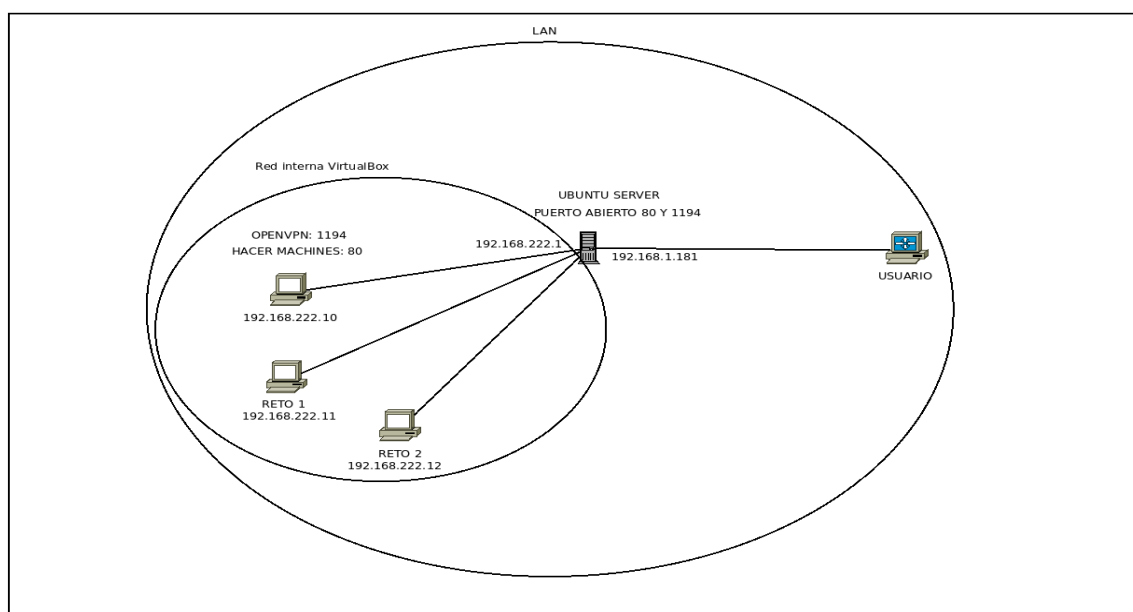 LAN
Red interna VirtualBox
UBUNTU SERVER
PUERTO ABIERTO 80 Y 1194
OPENVPN: 1194
HACER MACHINES: 80
192.168.222.1
192.168.1.181
USUARIO
192.168.222.10
RETO 1
192.168.222.11
RETO 2
192.168.222.12